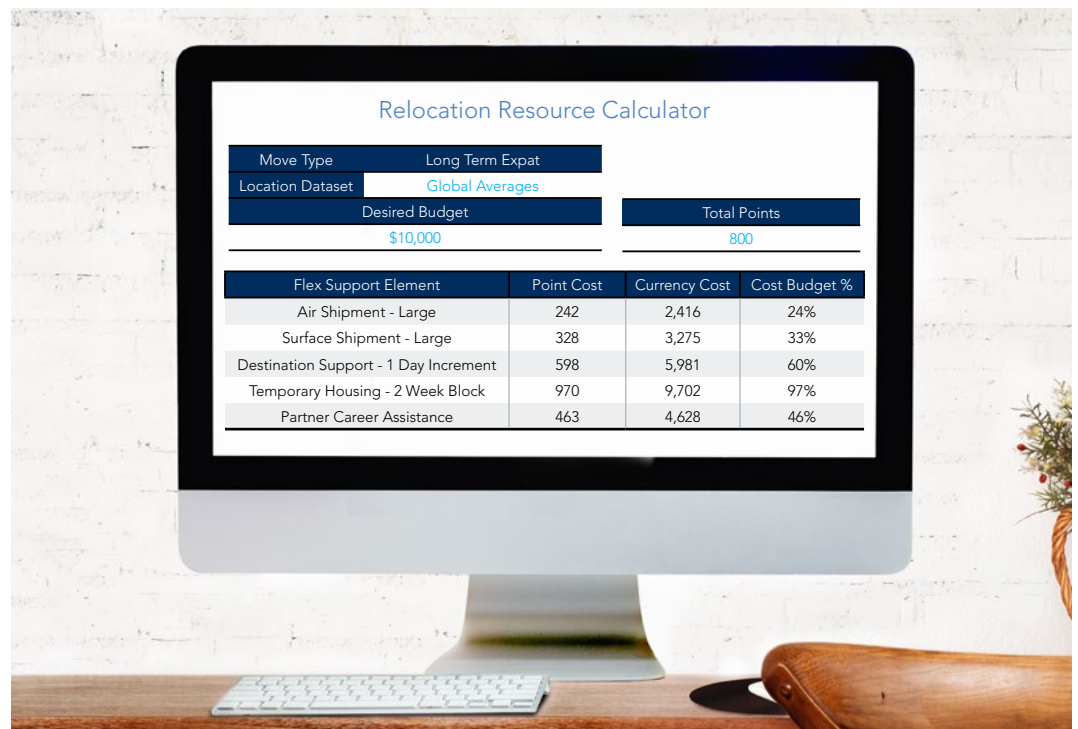 Relocation Resource Calculator
Move Type Long Term Expat
Location Dataset Global Averages
Desired Budget Total Points
$10,000 800
Flex Support Element Point Cost Currency Cost Cost Budget %
Air Shipment - Large 242 2,416 24%
Surface Shipment - Large 328 3,275 33%
Destination Support - 1 Day Increment 598 5,981 60%
Temporary Housing - 2 Week Block 970 9,702 97%
Partner Career Assistance 463 4,628 46%